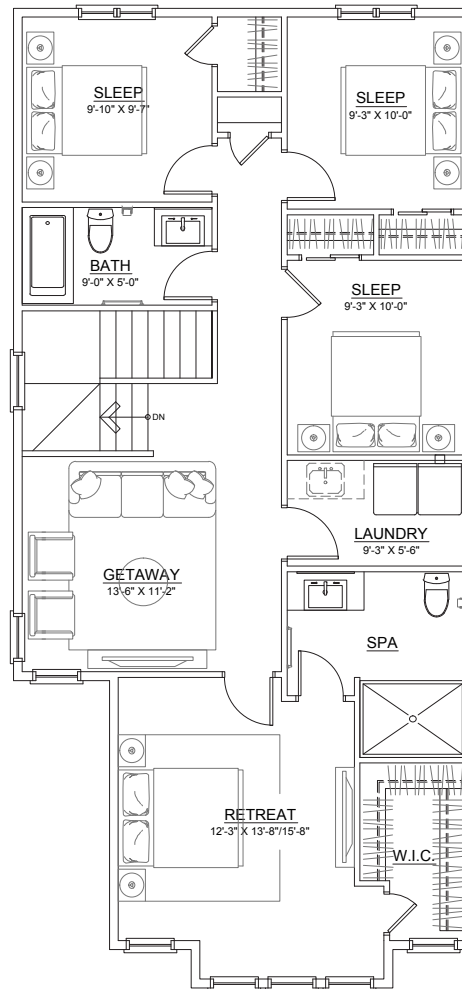 SLEEP
9'-10" X 9'-7"
SLEEP
9'-3" X 10'-0"
BATH
9'-0" X 5'-0"
SLEEP
9'-3" X 10'-0"
DN
LAUNDRY
9'-3" X 5'-6"
GETAWAY
13'-6" X 11'-2"
SPA
RETREAT
12'-3" X 13'-8"/15'-8"
W.I.C.